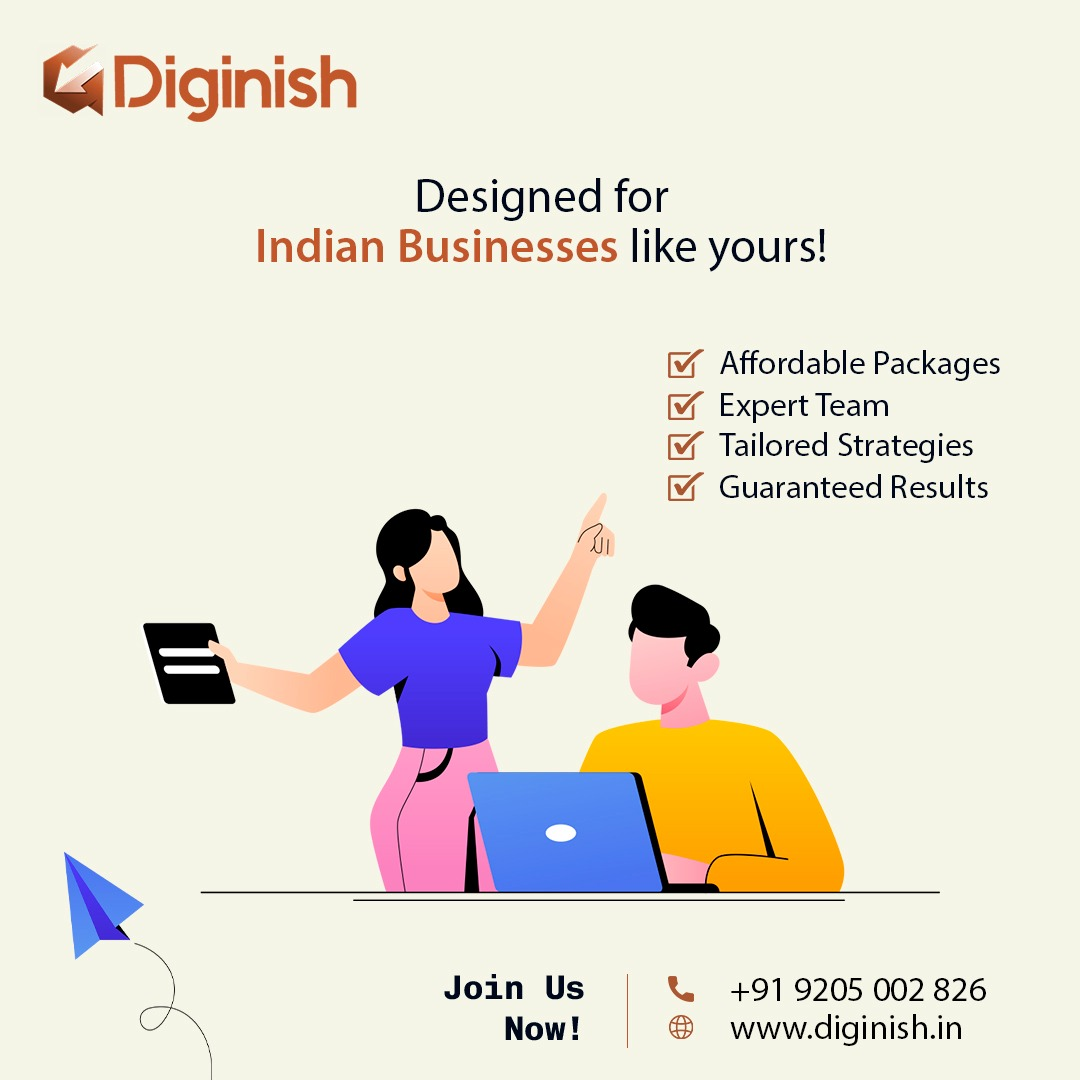 Diginish
Designed for
Indian Businesses like yours!
Affordable Packages
Expert Team
Tailored Strategies
Guaranteed Results
Join Us
Now!
+91 9205 002 826
www.diginish.in